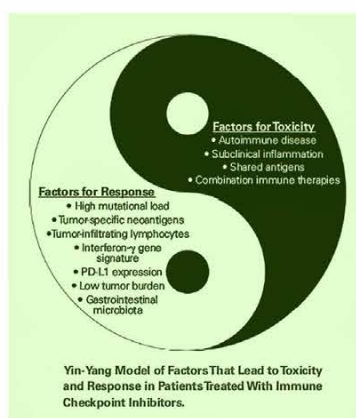 Factors for Toxicity
• Autoimmune disease
• Subclinical inflammation
• Shared antigens
• Combination immune therapies
Factors for Response
• High mutational load
• Tumor-specific neoantigens
• Tumor-infiltrating lymphocytes
• Interferon-γ gene
signature
• PD-L1 expression
• Low tumor burden
• Gastrointestinal
microbiota
Yin-Yang Model of Factors That Lead to Toxicity
and Response in Patients Treated With Immune
Checkpoint Inhibitors.